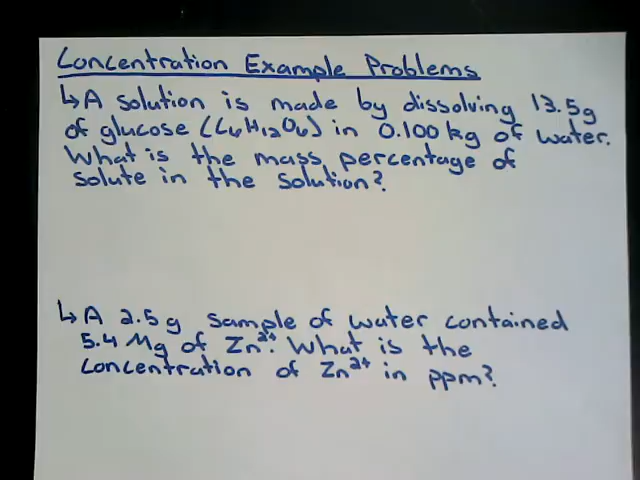 Concentration Example Problems
↳A solution is made by dissolving 13.5g
of glucose (C₆H₁₂O₆) in 0.100 kg of water.
What is the mass percentage of
solute in the solution?
↳A 2.5g sample of water contained
5.4 Mg of Zn²⁺. What is the
concentration of Zn²⁺ in ppm?